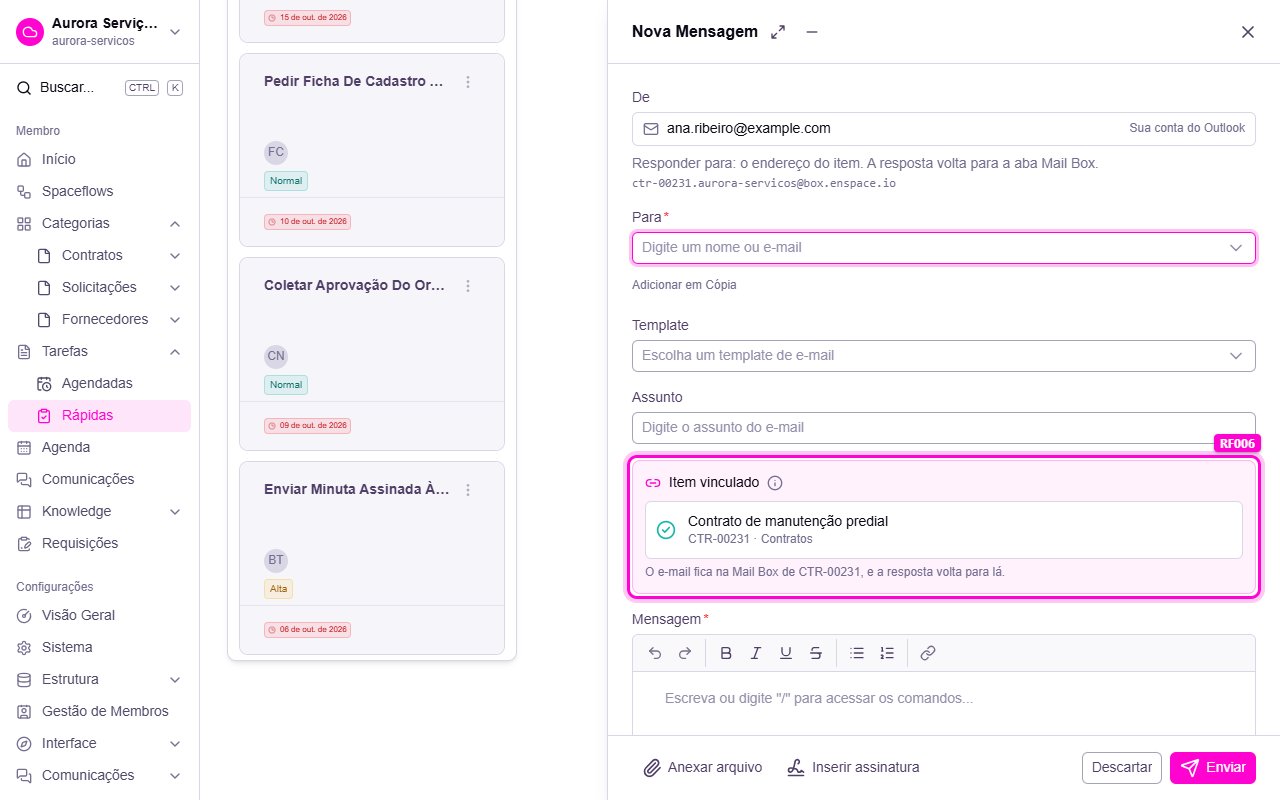 Aurora Serviç...
aurora-servicos
Buscar...
CTRL
K
Membro
Início
Spaceflows
Categorias
Contratos
Solicitações
Fornecedores
Tarefas
Agendadas
Rápidas
Agenda
Comunicações
Knowledge
Requisições
Configurações
Visão Geral
Sistema
Estrutura
Gestão de Membros
Interface
Comunicações
15 de out. de 2026
Pedir Ficha De Cadastro ...
FC
Normal
10 de out. de 2026
Coletar Aprovação Do Or...
CN
Normal
09 de out. de 2026
Enviar Minuta Assinada À...
BT
Alta
06 de out. de 2026
Nova Mensagem
De
ana.ribeiro@example.com
Sua conta do Outlook
Responder para: o endereço do item. A resposta volta para a aba Mail Box.
ctr-00231.aurora-servicos@box.enspace.io
Para*
Digite um nome ou e-mail
Adicionar em Cópia
Template
Escolha um template de e-mail
Assunto
Digite o assunto do e-mail
RF006
Item vinculado
Contrato de manutenção predial
CTR-00231 · Contratos
O e-mail fica na Mail Box de CTR-00231, e a resposta volta para lá.
Mensagem*
Escreva ou digite "/" para acessar os comandos...
Anexar arquivo
Inserir assinatura
Descartar
Enviar